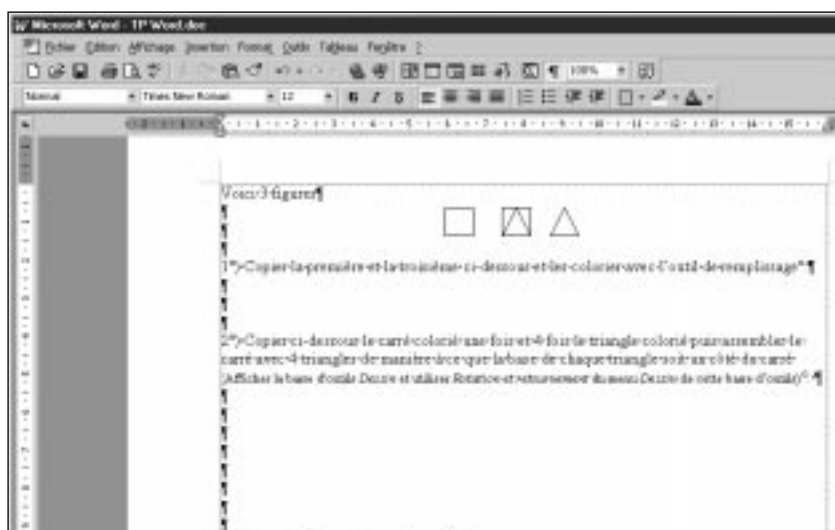 Microsoft Word - TP Word.doc
Fichier Edition Affichage Insertion Format Outils Tableau Fenêtre ?
100%
Normal Times New Roman 12 G I S
Voici 3 figures¶
1°) Copier la première et la troisième ci-dessous et les colorier avec l'outil de remplissage°¶
2°) Copier ci-dessous le carré colorié une fois et 4 fois le triangle colorié puis assembler le
carré avec 4 triangles de manière à ce que la base de chaque triangle soit un côté du carré
(Afficher la barre d'outils Dessin et utiliser Rotation et retournement du menu Dessin de cette barre d'outils)°.¶